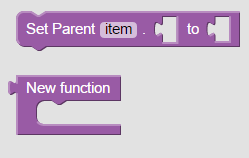 Set Parent item . to
New function